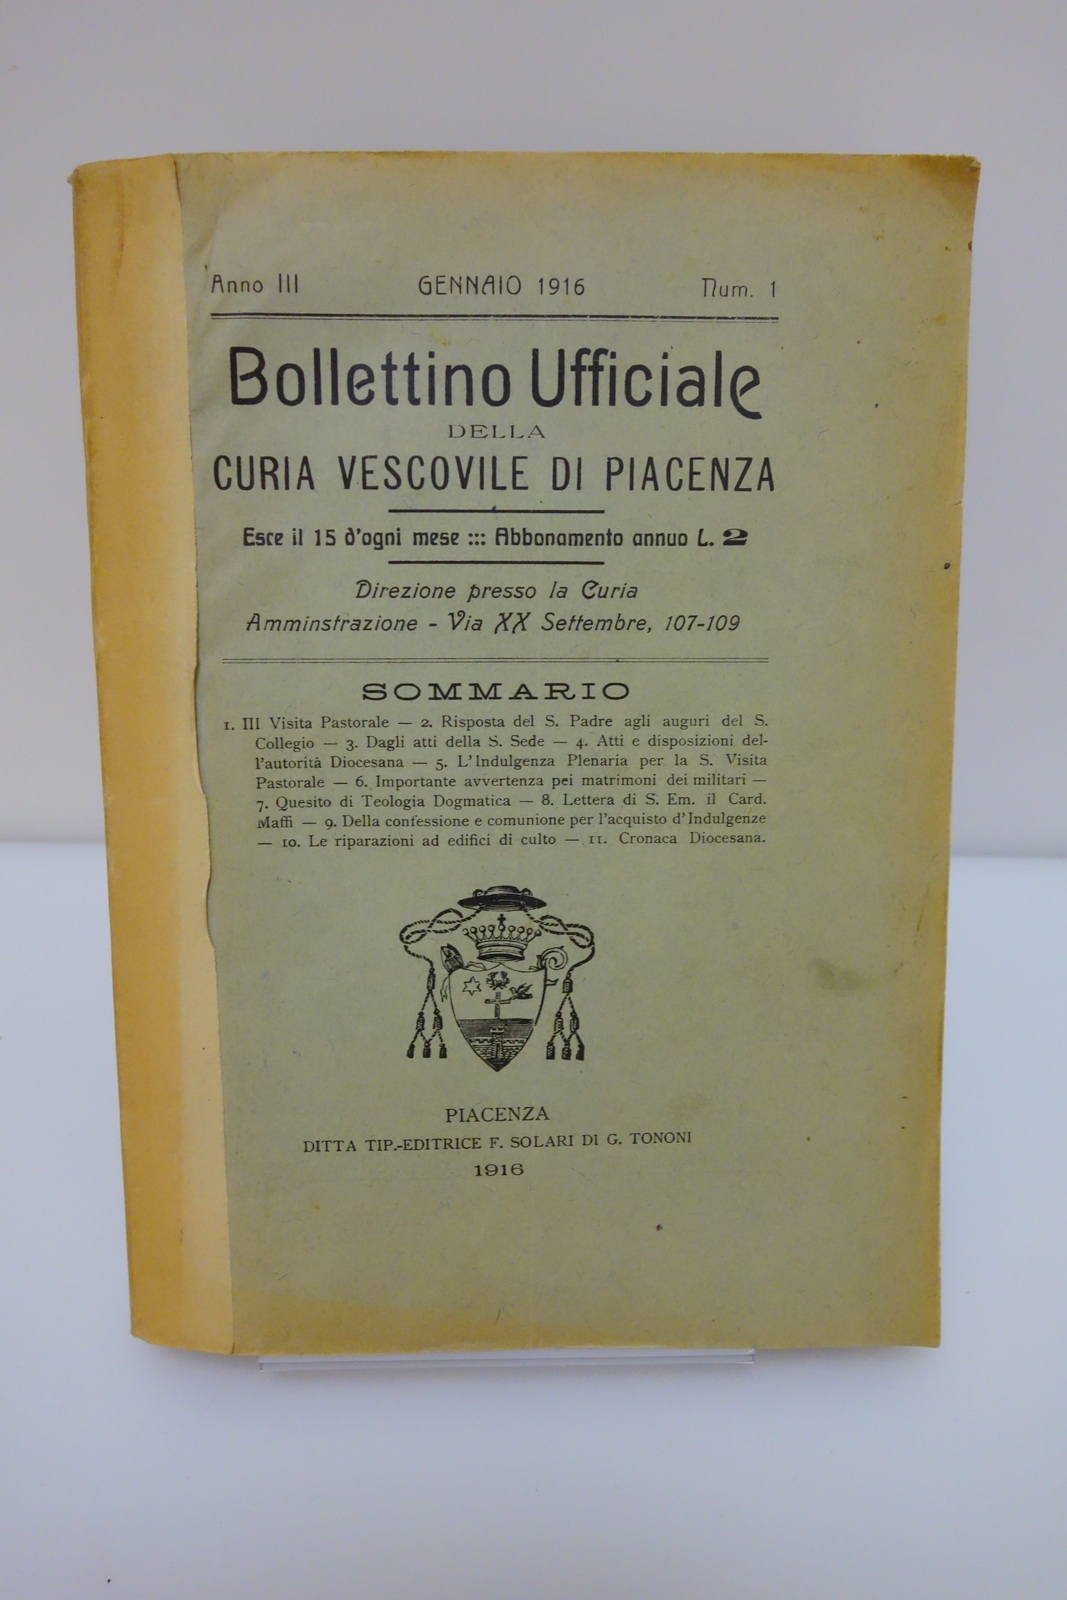 Anno III GENNAIO 1916 Num. 1
Bollettino Ufficiale
DELLA
CURIA VESCOVILE DI PIACENZA
Esce il 15 d'ogni mese ::: Abbonamento annuo L. 2
Direzione presso la Curia
Amminstrazione - Via XX Settembre, 107-109
SOMMARIO
1. III Visita Pastorale — 2. Risposta del S. Padre agli auguri del S.
Collegio — 3. Dagli atti della S. Sede — 4. Atti e disposizioni del-
l'autorità Diocesana — 5. L'Indulgenza Plenaria per la S. Visita
Pastorale — 6. Importante avvertenza pei matrimoni dei militari —
7. Quesito di Teologia Dogmatica — 8. Lettera di S. Em. il Card.
Maffi — 9. Della confessione e comunione per l'acquisto d'Indulgenze
— 10. Le riparazioni ad edifici di culto — 11. Cronaca Diocesana.
PIACENZA
DITTA TIP.-EDITRICE F. SOLARI DI G. TONONI
1916